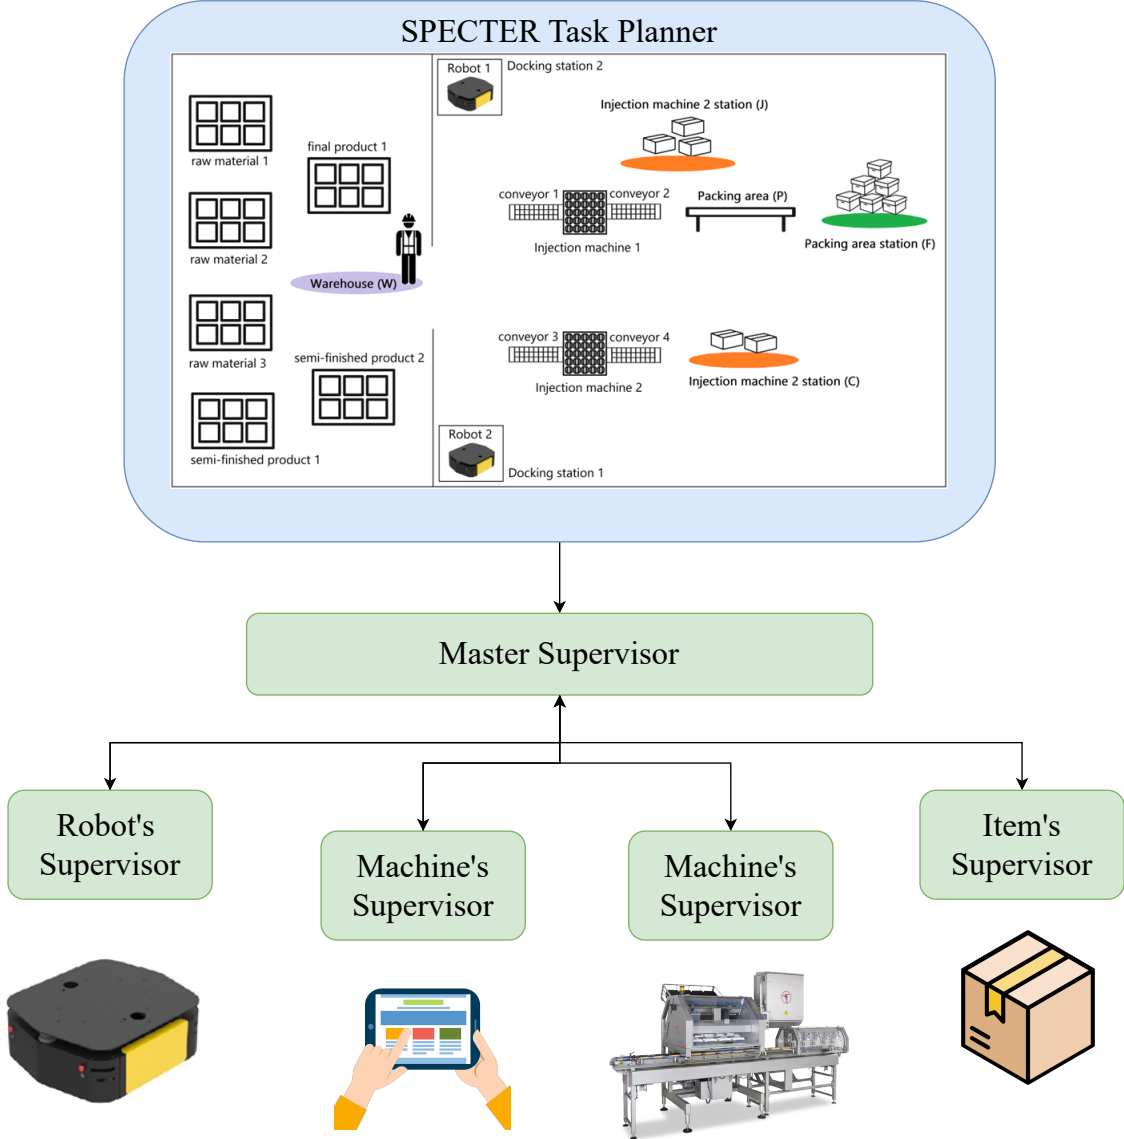 SPECTER Task Planner
Robot 1
Docking station 2
Injection machine 2 station (J)
raw material 1
final product 1
conveyor 1
conveyor 2
Packing area (P)
Injection machine 1
Packing area station (F)
raw material 2
Warehouse (W)
raw material 3
semi-finished product 2
conveyor 3
conveyor 4
Injection machine 2
Injection machine 2 station (C)
semi-finished product 1
Robot 2
Docking station 1
Master Supervisor
Robot's
Supervisor
Machine's
Supervisor
Machine's
Supervisor
Item's
Supervisor